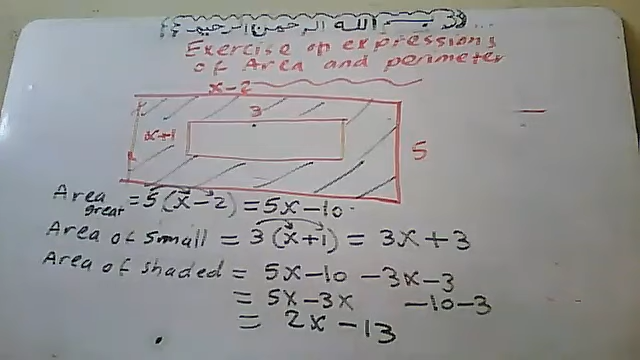 بسم الله الرحمن الرحيم
Exercise of expressions
of Area and perimeter
x-2
3
x+1
5
Area great = 5(x-2) = 5x-10
Area of small = 3(x+1) = 3x+3
Area of shaded = 5x-10 -3x-3
= 5x-3x -10-3
= 2x-13